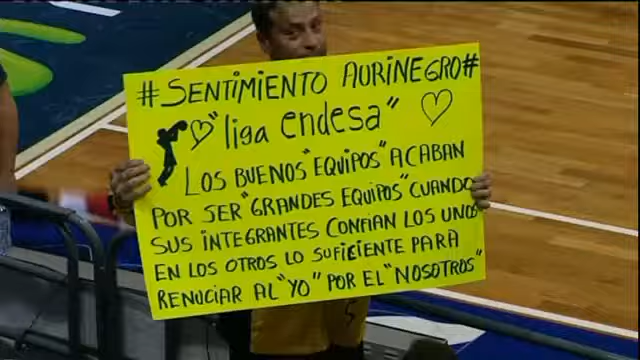 #SENTIMIENTO AURINEGRO#
"liga endesa"
LOS BUENOS "EQUIPOS" ACABAN
POR SER "GRANDES EQUIPOS" CUANDO
SUS INTEGRANTES CONFIAN LOS UNOS
EN LOS OTROS LO SUFICIENTE PARA
RENUCIAR AL "YO" POR EL "NOSOTROS"